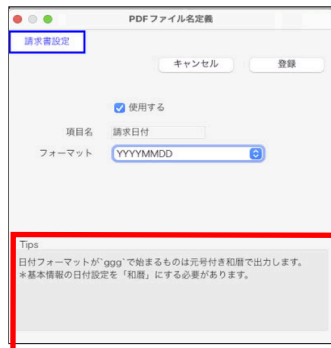 PDFファイル名定義
請求書設定
キャンセル
登録
使用する
項目名
請求日付
フォーマット
YYYYMMDD
Tips
日付フォーマットが`ggg`で始まるものは元号付き和暦で出力します。
＊基本情報の日付設定を「和暦」にする必要があります。